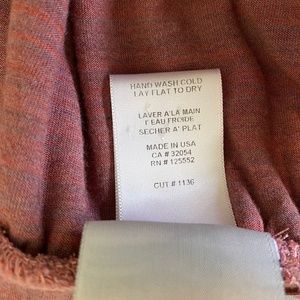 HAND WASH COLD
LAY FLAT TO DRY
LAVER A'LA MAIN
I' EAU FROIDE
SECHER A' PLAT
MADE IN USA
CA # 32054
RN # 125552
CUT # 1136